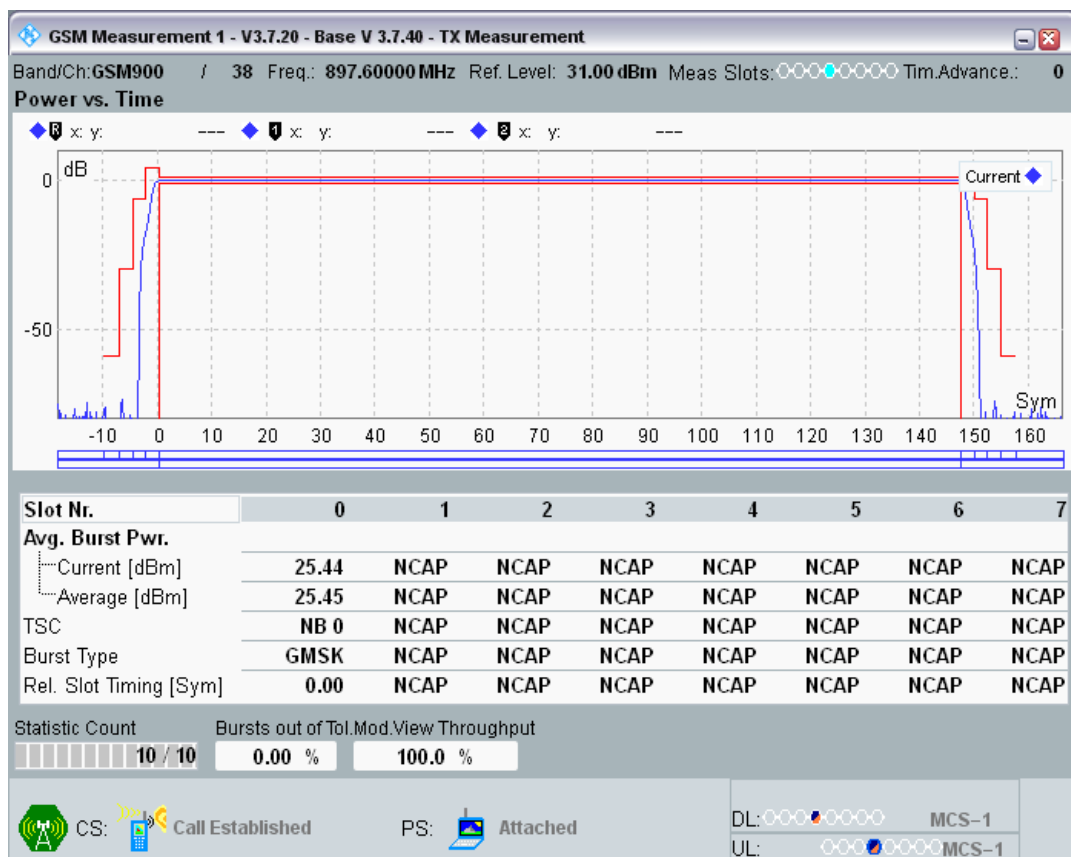 GSM Measurement 1 - V3.7.20 - Base V 3.7.40 - TX Measurement
Band/Ch:GSM900 / 38 Freq.: 897.60000 MHz Ref. Level: 31.00 dBm Meas Slots: Tim.Advance.: 0
Power vs. Time
R x: y: --- 1 x: y: --- 2 x: y: ---
dB
Current
0
-50
Sym
-10 0 10 20 30 40 50 60 70 80 90 100 110 120 130 140 150 160
Slot Nr. 0 1 2 3 4 5 6 7
Avg. Burst Pwr.
Current [dBm] 25.44 NCAP NCAP NCAP NCAP NCAP NCAP NCAP
Average [dBm] 25.45 NCAP NCAP NCAP NCAP NCAP NCAP NCAP
TSC NB 0 NCAP NCAP NCAP NCAP NCAP NCAP NCAP
Burst Type GMSK NCAP NCAP NCAP NCAP NCAP NCAP NCAP
Rel. Slot Timing [Sym] 0.00 NCAP NCAP NCAP NCAP NCAP NCAP NCAP
Statistic Count Bursts out of Tol.Mod.View Throughput
10 / 10 0.00 % 100.0 %
CS: Call Established PS: Attached
DL: MCS-1
UL: MCS-1